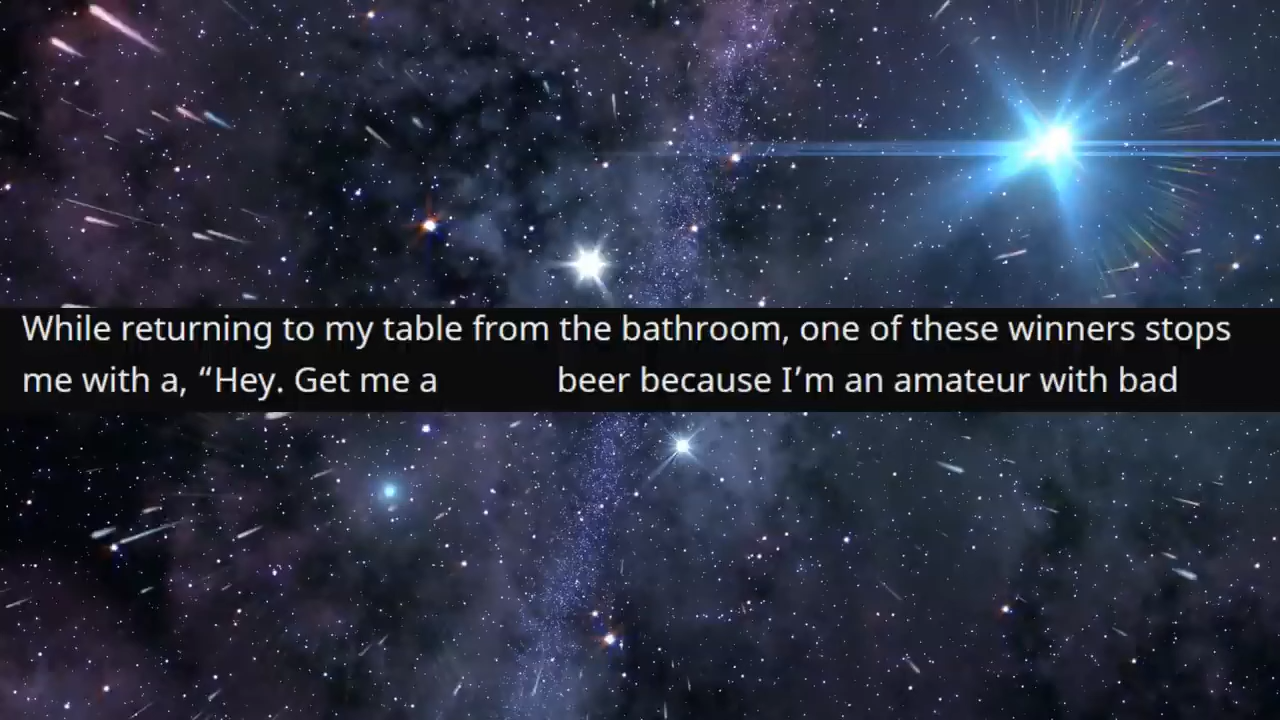 While returning to my table from the bathroom, one of these winners stops
me with a, “Hey. Get me a beer because I’m an amateur with bad